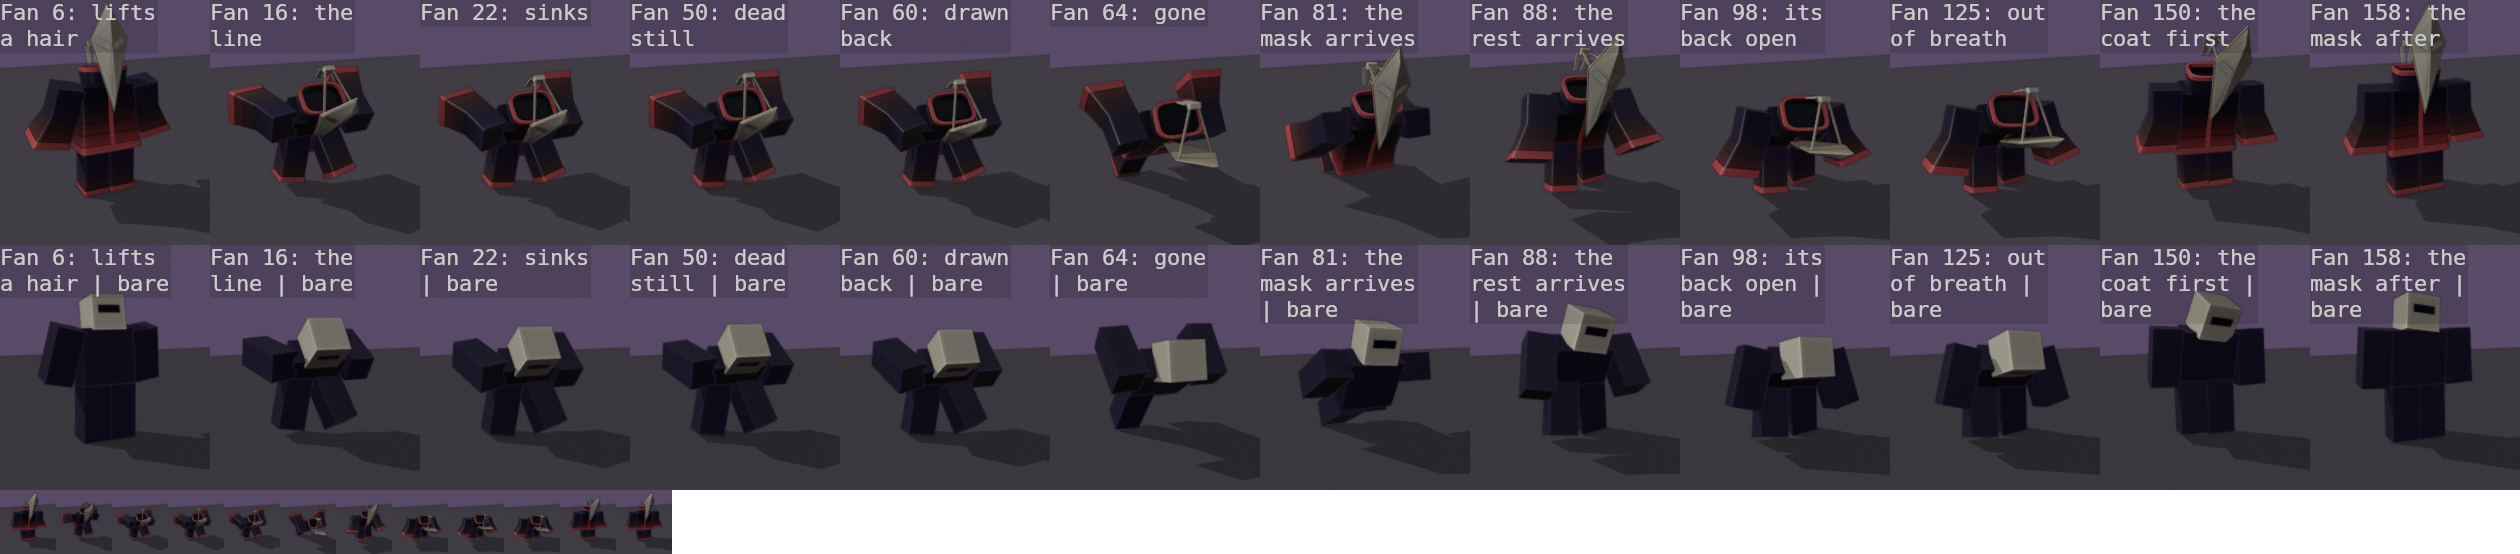 Fan 6: lifts
a hair
Fan 16: the
line
Fan 22: sinks
Fan 50: dead
still
Fan 60: drawn
back
Fan 64: gone
Fan 81: the
mask arrives
Fan 88: the
rest arrives
Fan 98: its
back open
Fan 125: out
of breath
Fan 150: the
coat first
Fan 158: the
mask after
Fan 6: lifts
a hair | bare
Fan 16: the
line | bare
Fan 22: sinks
| bare
Fan 50: dead
still | bare
Fan 60: drawn
back | bare
Fan 64: gone
| bare
Fan 81: the
mask arrives
| bare
Fan 88: the
rest arrives
| bare
Fan 98: its
back open |
bare
Fan 125: out
of breath |
bare
Fan 150: the
coat first |
bare
Fan 158: the
mask after |
bare